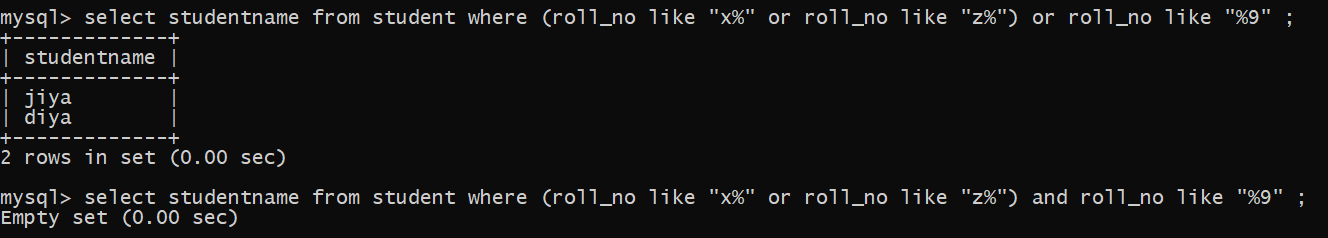 mysql> select studentname from student where (roll_no like "x%" or roll_no like "z%") or roll_no like "%9" ;
+-------------+
| studentname |
+-------------+
| jiya        |
| diya        |
+-------------+
2 rows in set (0.00 sec)

mysql> select studentname from student where (roll_no like "x%" or roll_no like "z%") and roll_no like "%9" ;
Empty set (0.00 sec)